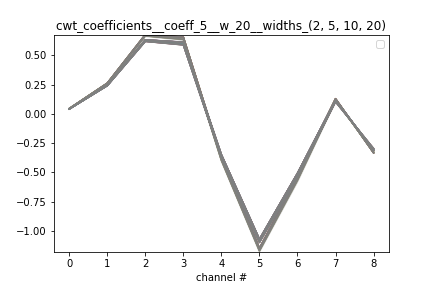 cwt_coefficients__coeff_5__w_20__widths_(2, 5, 10, 20)
0.50
0.25
0.00
−0.25
−0.50
−0.75
−1.00
0 1 2 3 4 5 6 7 8
channel #